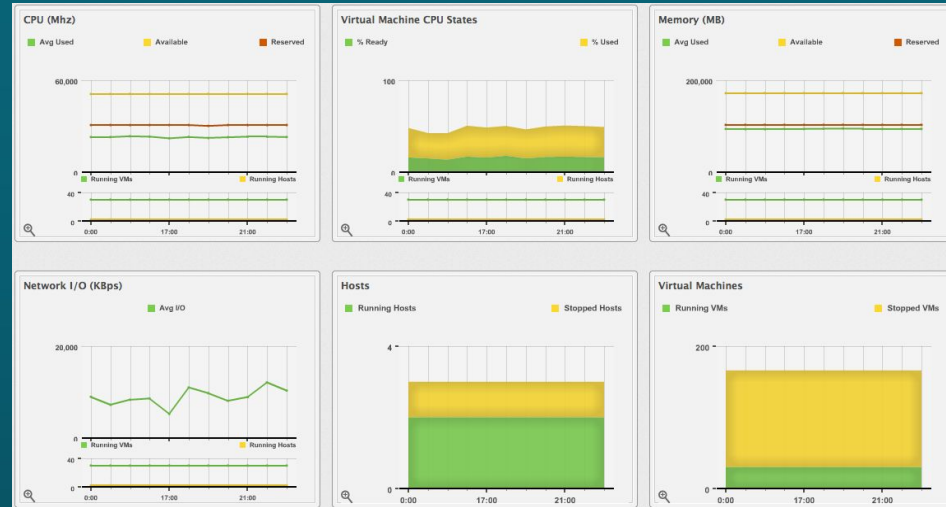 CPU (Mhz)
Avg Used Available Reserved
60,000
0
Running VMs Running Hosts
40
0
0:00 17:00 21:00
Virtual Machine CPU States
% Ready % Used
100
0
Running VMs Running Hosts
40
0
0:00 17:00 21:00
Memory (MB)
Avg Used Available Reserved
200,000
0
Running VMs Running Hosts
40
0
0:00 17:00 21:00
Network I/O (KBps)
Avg I/O
20,000
0
Running VMs Running Hosts
40
0
0:00 17:00 21:00
Hosts
Running Hosts Stopped Hosts
4
0
0:00 17:00 21:00
Virtual Machines
Running VMs Stopped VMs
200
0
0:00 17:00 21:00